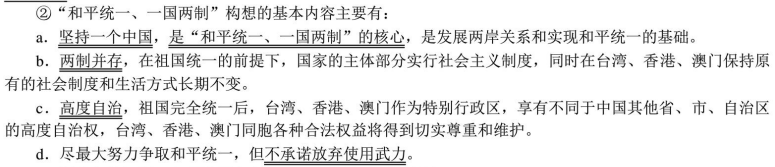 ②“和平统一、一国两制”构想的基本内容主要有：
a．坚持一个中国，是“和平统一、一国两制”的核心，是发展两岸关系和实现和平统一的基础。
b．两制并存，在祖国统一的前提下，国家的主体部分实行社会主义制度，同时在台湾、香港、澳门保持原
有的社会制度和生活方式长期不变。
c．高度自治，祖国完全统一后，台湾、香港、澳门作为特别行政区，享有不同于中国其他省、市、自治区
的高度自治权，台湾、香港、澳门同胞各种合法权益将得到切实尊重和维护。
d．尽最大努力争取和平统一，但不承诺放弃使用武力。